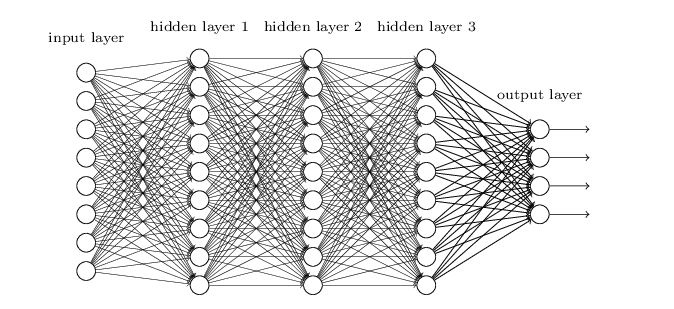 input layer
hidden layer 1
hidden layer 2
hidden layer 3
output layer